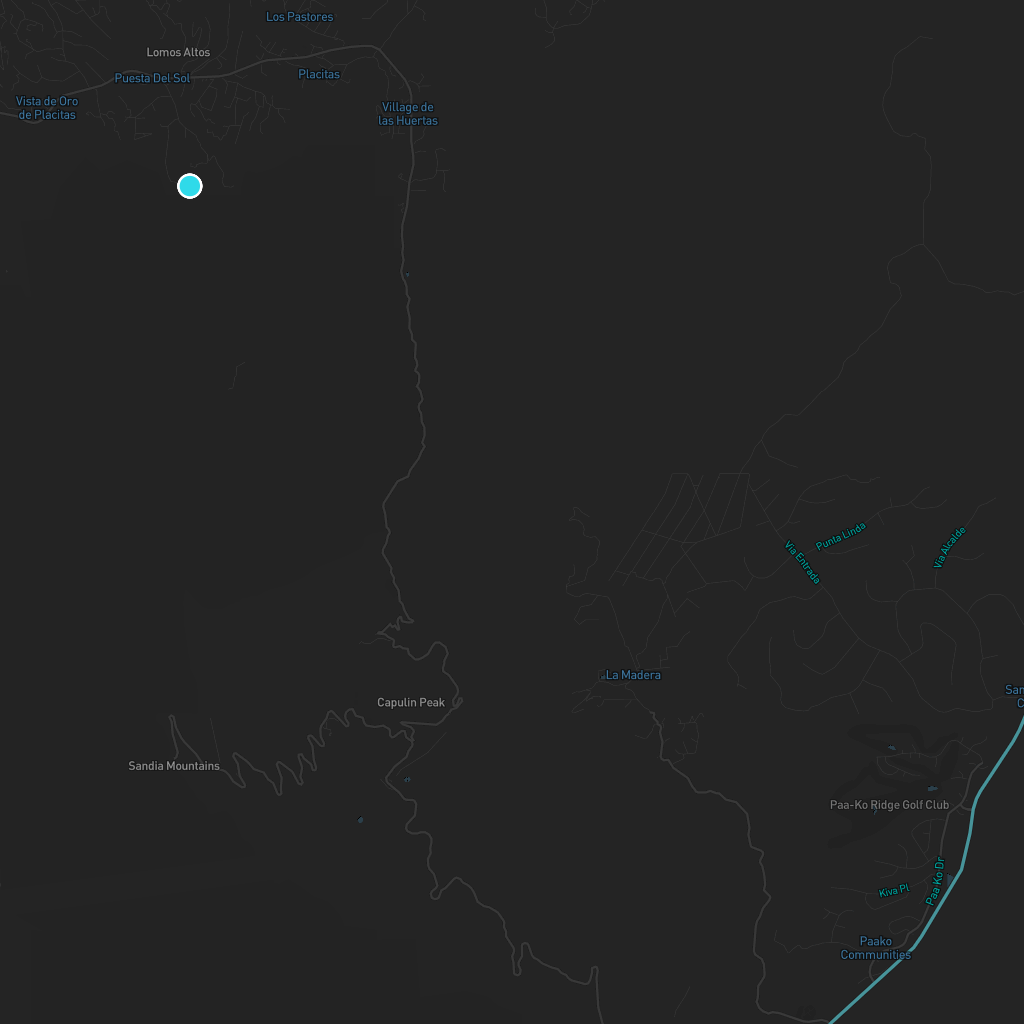 Los Pastores
Lomos Altos
Placitas
Puesta Del Sol
Vista de Oro
de Placitas
Village de
las Huertas
Punta Linda
Via Entrada
Via Alcalde
La Madera
San
C
Capulin Peak
Sandia Mountains
Paa-Ko Ridge Golf Club
Paa Ko Dr
Kiva Pl
Paako
Communities